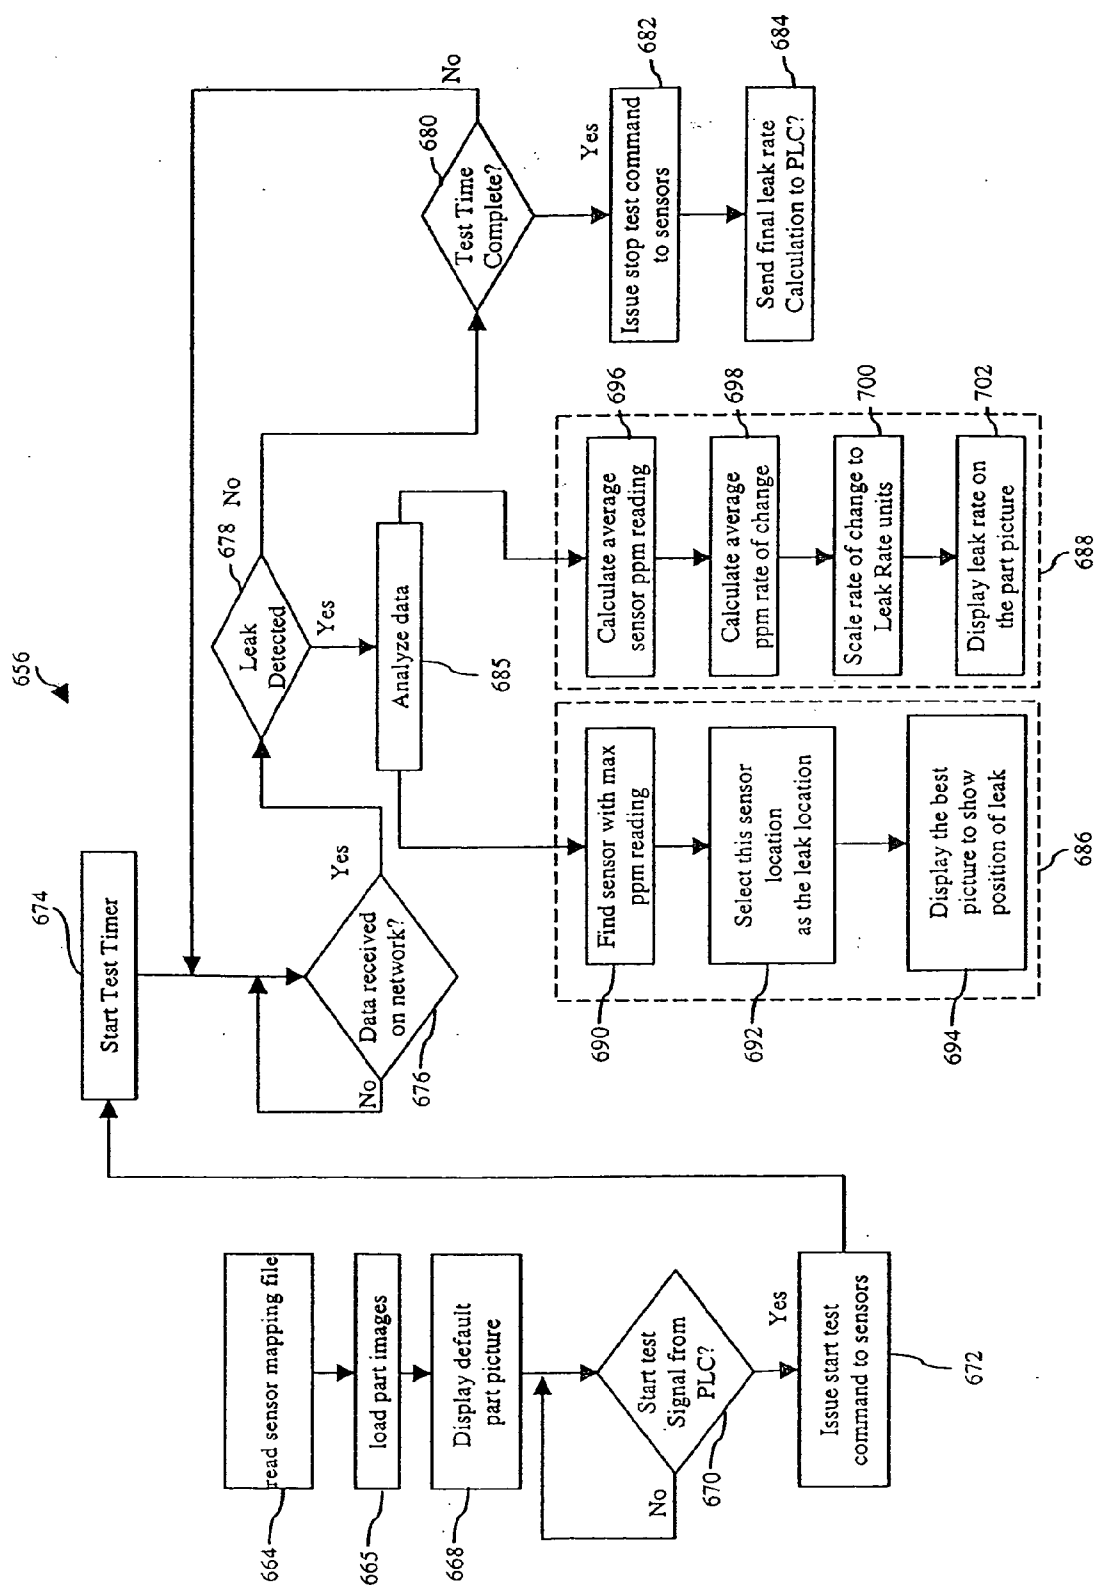 656
664
read sensor mapping file
665
load part images
668
Display default
part picture
Start test
Signal from
PLC?
670
No
Yes
Issue start test
command to sensors
672
674
Start Test Timer
Data received
on network?
676
No
Yes
678
Leak
Detected
No
Yes
Analyze data
685
680
Test Time
Complete?
No
Yes
682
Issue stop test command
to sensors
684
Send final leak rate
Calculation to PLC?
690
Find sensor with max
ppm reading
692
Select this sensor
location
as the leak location
694
Display the best
picture to show
position of leak
686
696
Calculate average
sensor ppm reading
698
Calculate average
ppm rate of change
700
Scale rate of change to
Leak Rate units
702
Display leak rate on
the part picture
688